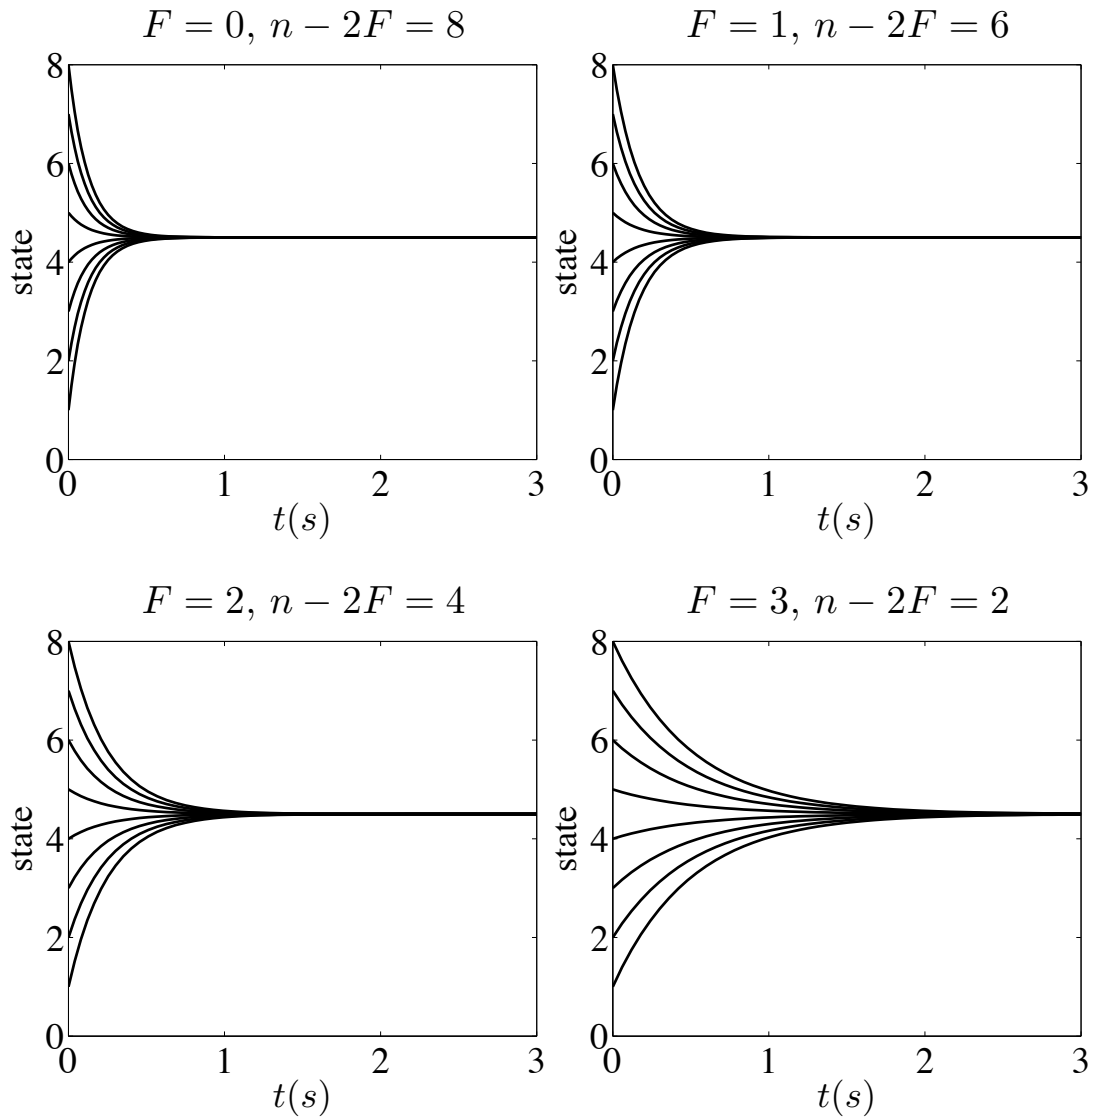 F = 0, n − 2F = 8
F = 1, n − 2F = 6
8
6
4
2
0
state
0 1 2 3
t(s)
8
6
4
2
0
state
0 1 2 3
t(s)
F = 2, n − 2F = 4
F = 3, n − 2F = 2
8
6
4
2
0
state
0 1 2 3
t(s)
8
6
4
2
0
state
0 1 2 3
t(s)